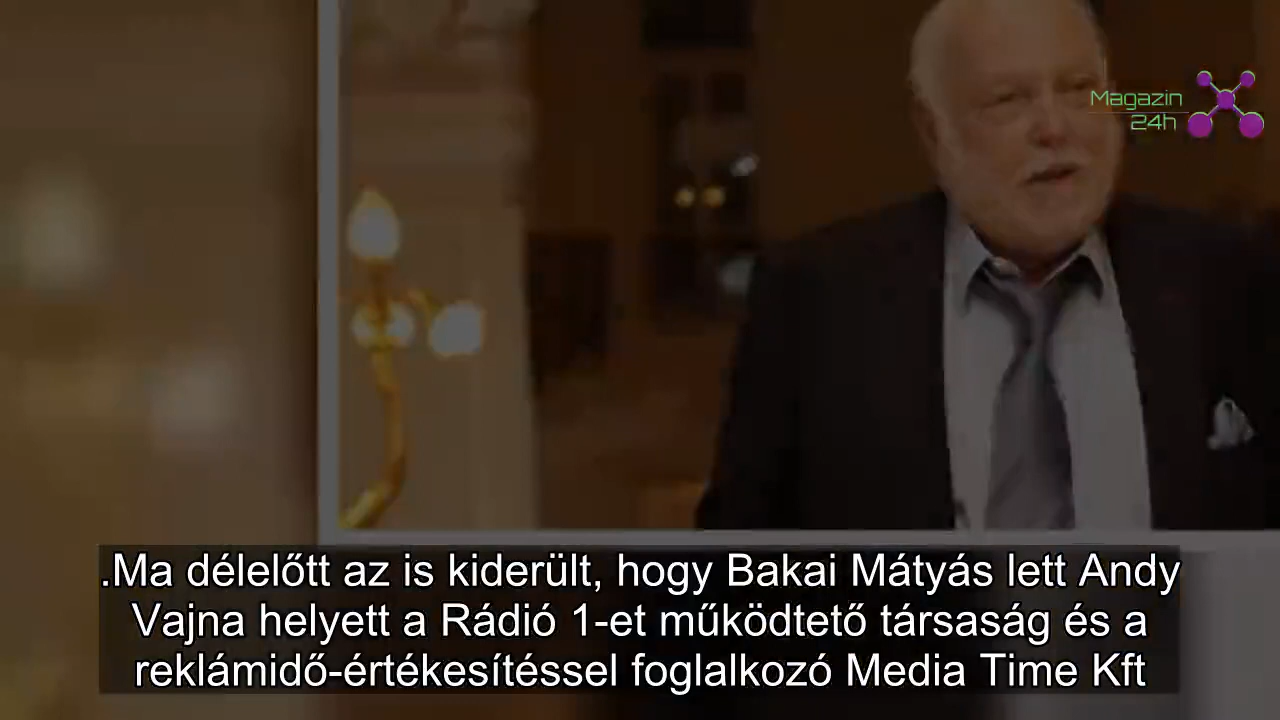 Magazin
24h
.Ma délelőtt az is kiderült, hogy Bakai Mátyás lett Andy
Vajna helyett a Rádió 1-et működtető társaság és a
reklámidő-értékesítéssel foglalkozó Media Time Kft